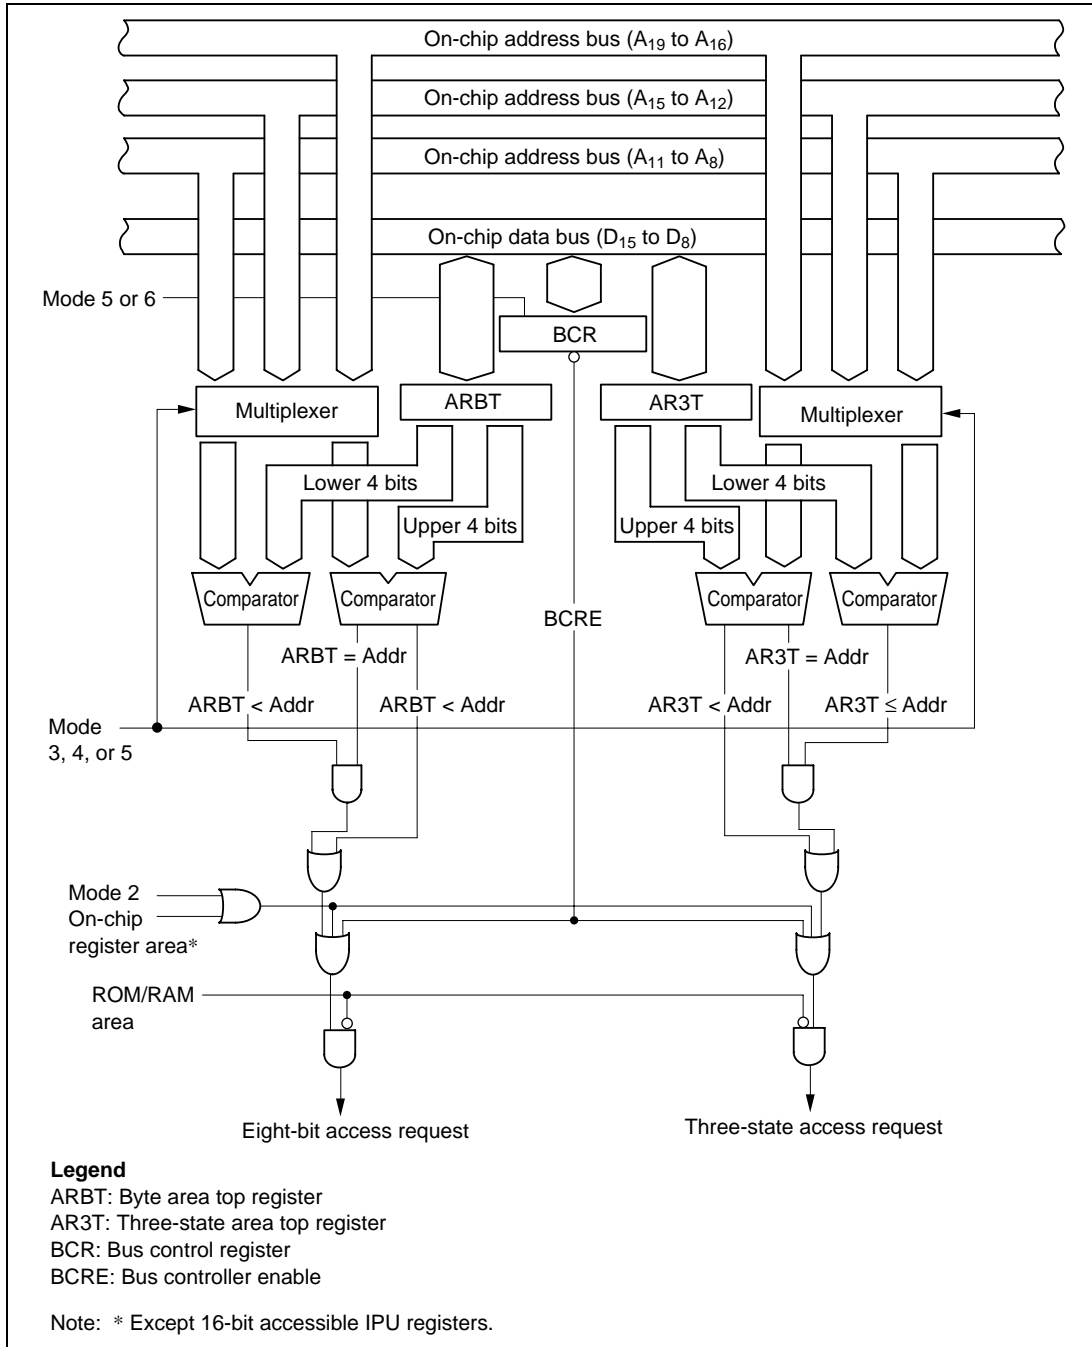 On-chip address bus (A19 to A16)
On-chip address bus (A15 to A12)
On-chip address bus (A11 to A8)
On-chip data bus (D15 to D8)
Mode 5 or 6
BCR
Multiplexer
ARBT
AR3T
Multiplexer
Lower 4 bits
Lower 4 bits
Upper 4 bits
Upper 4 bits
Comparator
Comparator
Comparator
Comparator
BCRE
ARBT = Addr
AR3T = Addr
ARBT < Addr
ARBT < Addr
AR3T < Addr
AR3T ≤ Addr
Mode
3, 4, or 5
Mode 2
On-chip
register area*
ROM/RAM
area
Eight-bit access request
Three-state access request
Legend
ARBT: Byte area top register
AR3T: Three-state area top register
BCR: Bus control register
BCRE: Bus controller enable
Note: * Except 16-bit accessible IPU registers.